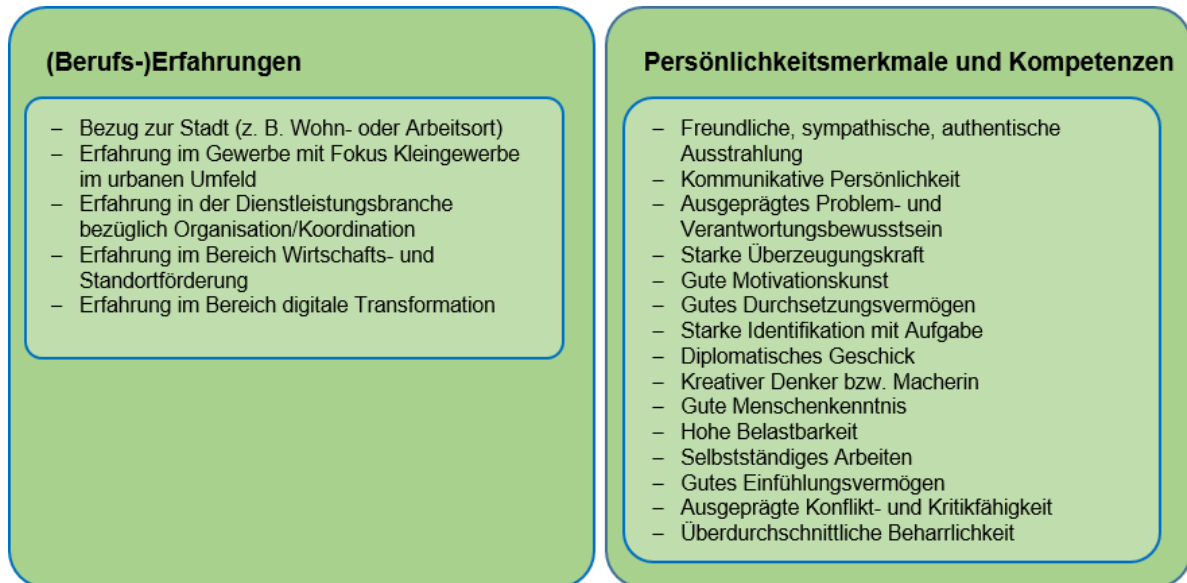 (Berufs-)Erfahrungen
– Bezug zur Stadt (z. B. Wohn- oder Arbeitsort)
– Erfahrung im Gewerbe mit Fokus Kleingewerbe
im urbanen Umfeld
– Erfahrung in der Dienstleistungsbranche
bezüglich Organisation/Koordination
– Erfahrung im Bereich Wirtschafts- und
Standortförderung
– Erfahrung im Bereich digitale Transformation
Persönlichkeitsmerkmale und Kompetenzen
– Freundliche, sympathische, authentische
Ausstrahlung
– Kommunikative Persönlichkeit
– Ausgeprägtes Problem- und
Verantwortungsbewusstsein
– Starke Überzeugungskraft
– Gute Motivationskunst
– Gutes Durchsetzungsvermögen
– Starke Identifikation mit Aufgabe
– Diplomatisches Geschick
– Kreativer Denker bzw. Macherin
– Gute Menschenkenntnis
– Hohe Belastbarkeit
– Selbstständiges Arbeiten
– Gutes Einfühlungsvermögen
– Ausgeprägte Konflikt- und Kritikfähigkeit
– Überdurchschnittliche Beharrlichkeit